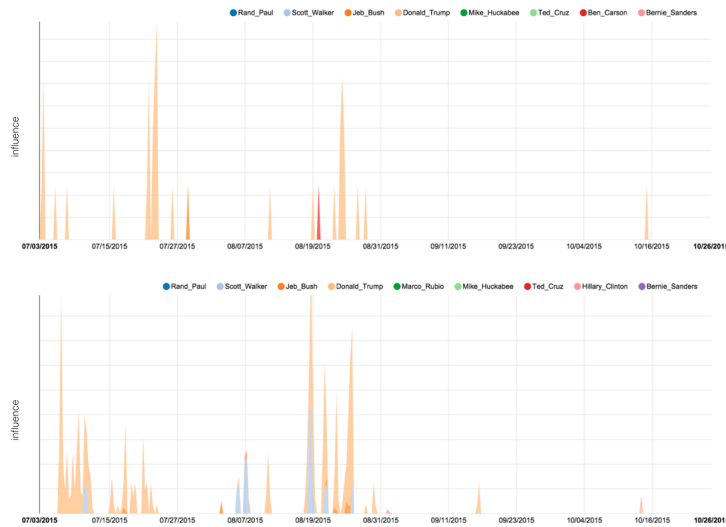 Rand_Paul Scott_Walker Jeb_Bush Donald_Trump Mike_Huckabee Ted_Cruz Ben_Carson Bernie_Sanders
influence
07/03/2015 07/15/2015 07/27/2015 08/07/2015 08/19/2015 08/31/2015 09/11/2015 09/23/2015 10/04/2015 10/16/2015 10/26/201
Rand_Paul Scott_Walker Jeb_Bush Donald_Trump Marco_Rubio Mike_Huckabee Ted_Cruz Hillary_Clinton Bernie_Sanders
influence
07/03/2015 07/15/2015 07/27/2015 08/07/2015 08/19/2015 08/31/2015 09/11/2015 09/23/2015 10/04/2015 10/16/2015 10/26/201